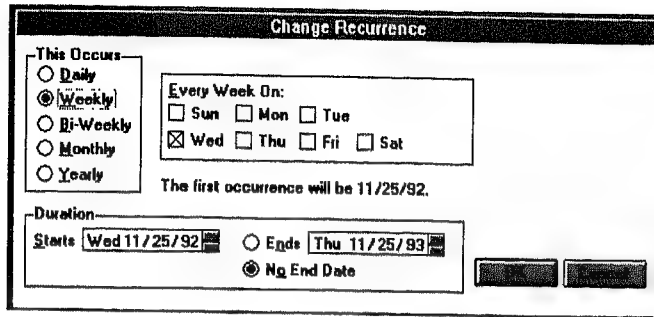 Change Recurrence
This Occurs
Daily
Weekly
Bi-Weekly
Monthly
Yearly
Every Week On:
Sun Mon Tue
Wed Thu Fri Sat
The first occurrence will be 11/25/92.
Duration
Starts Wed 11/25/92 Ends Thu 11/25/93
No End Date
OK Cancel